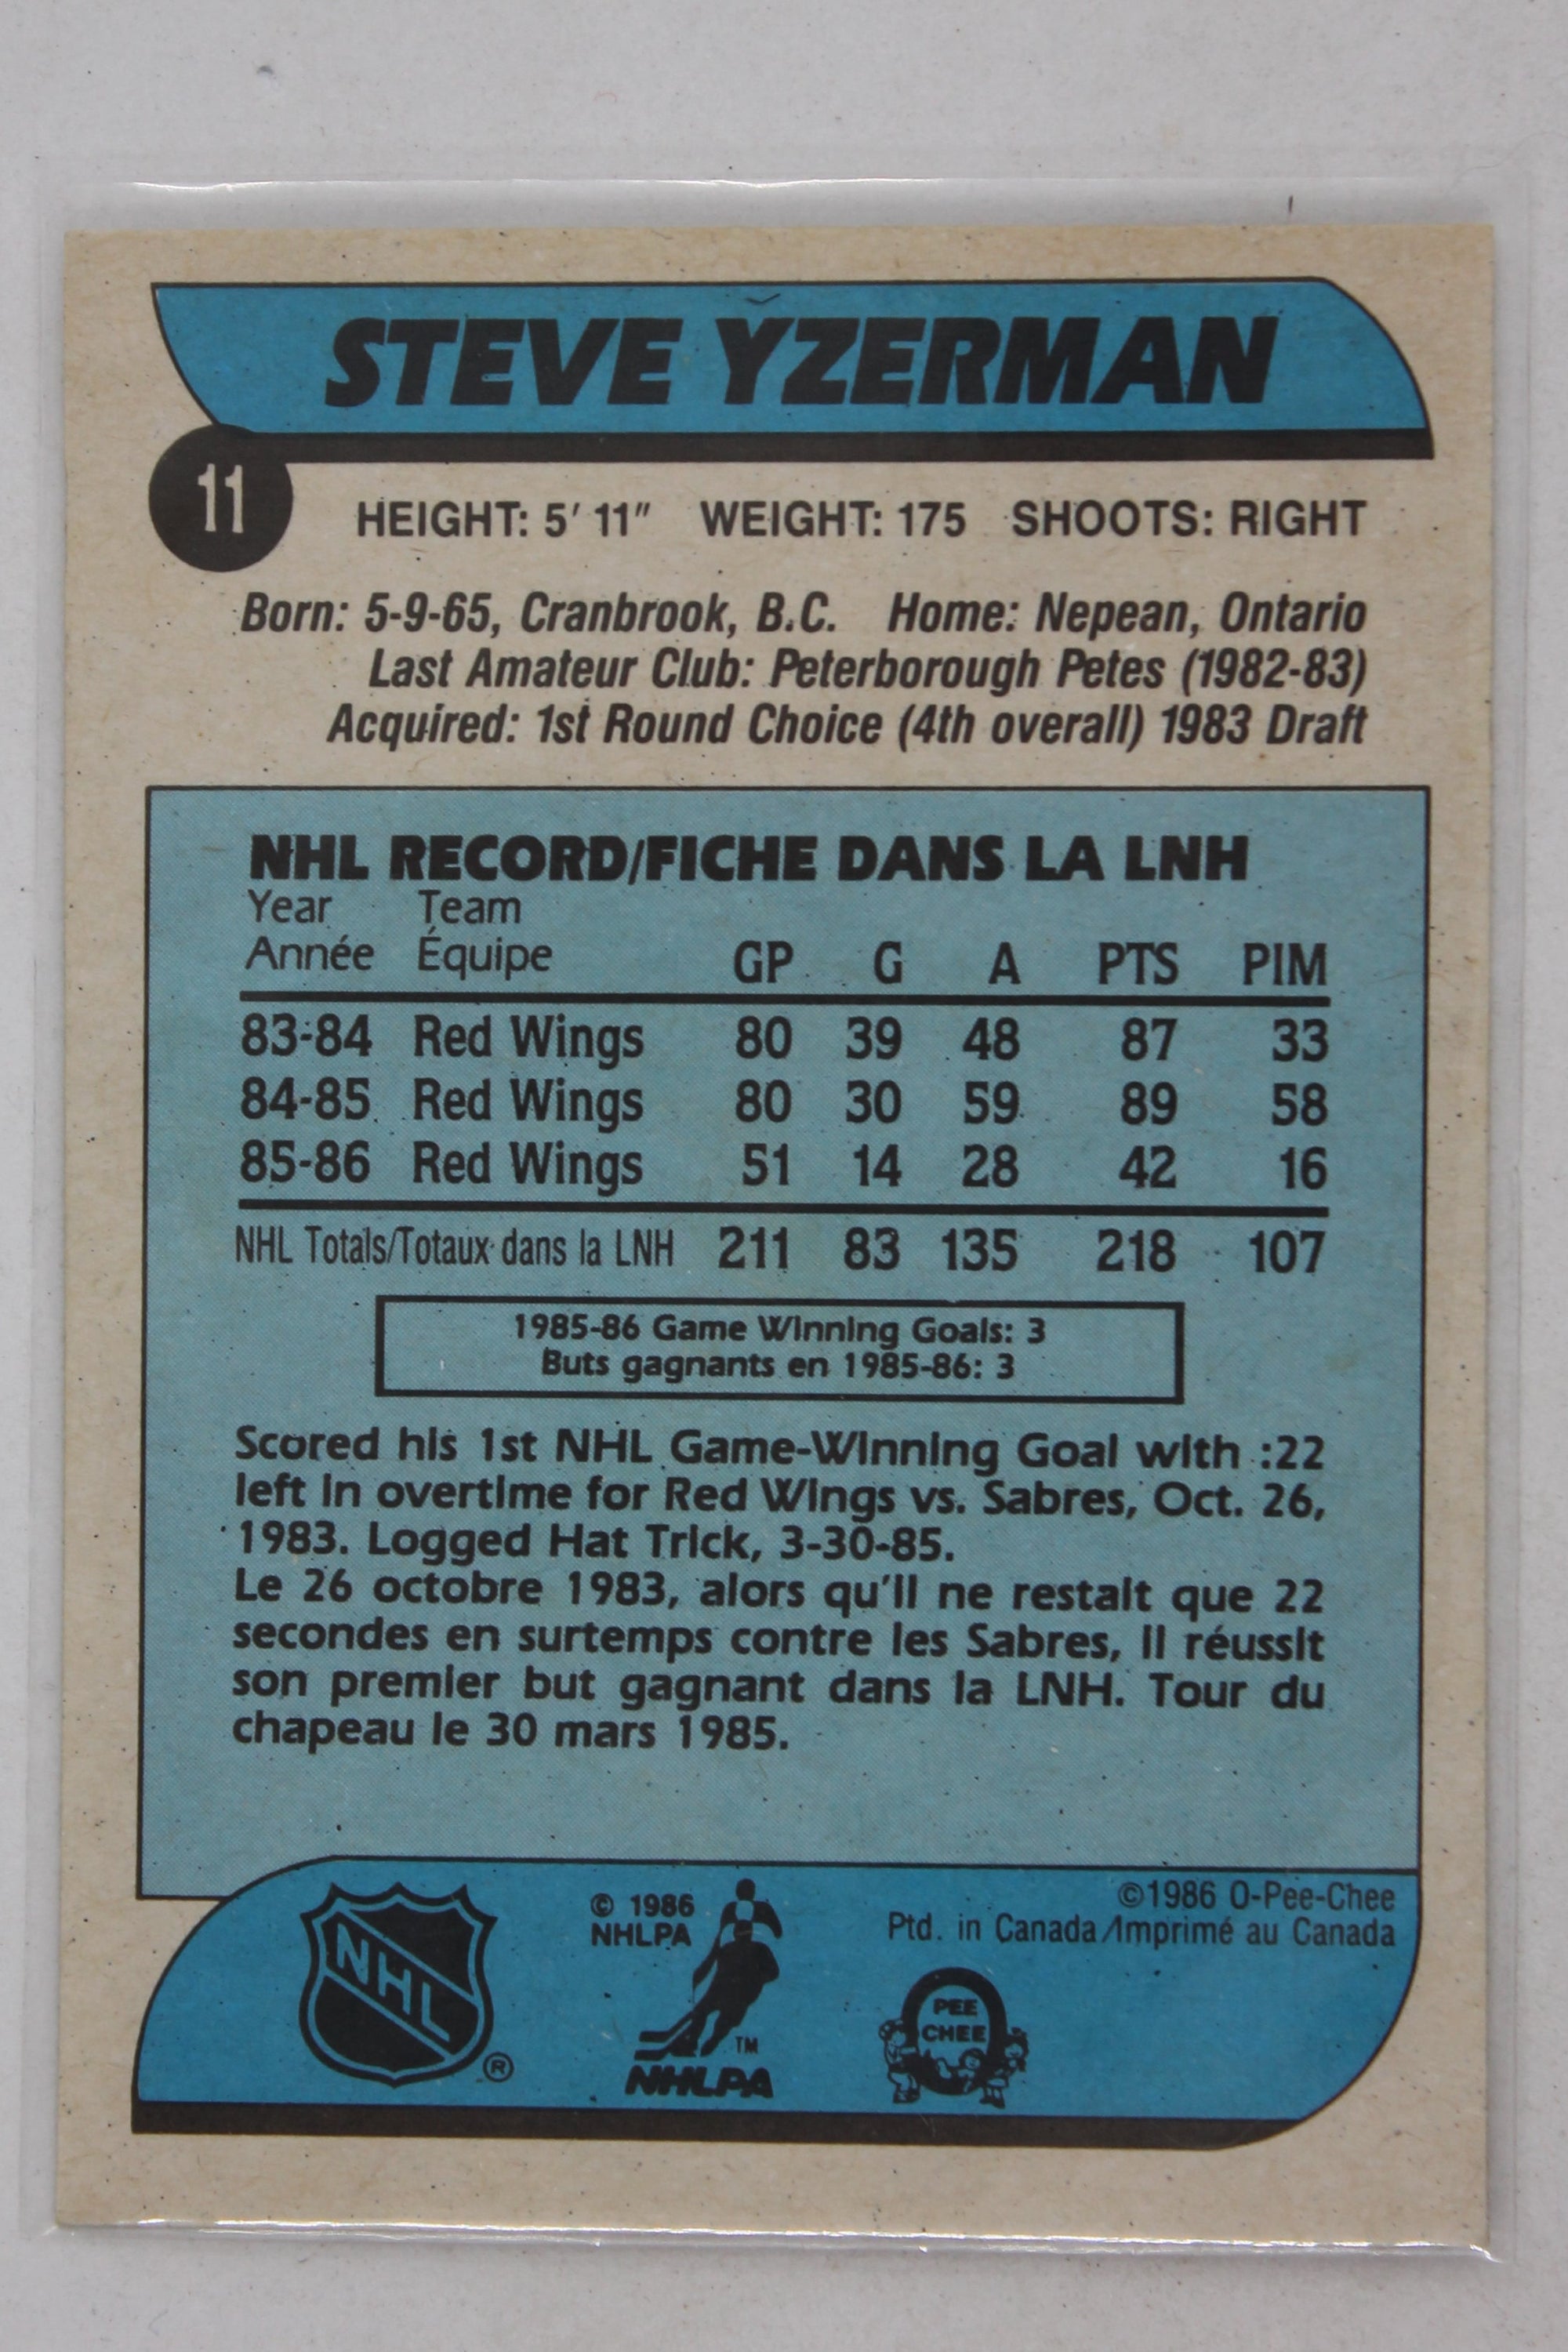 STEVE YZERMAN
11
HEIGHT: 5' 11" WEIGHT: 175 SHOOTS: RIGHT
Born: 5-9-65, Cranbrook, B.C. Home: Nepean, Ontario
Last Amateur Club: Peterborough Petes (1982-83)
Acquired: 1st Round Choice (4th overall) 1983 Draft
NHL RECORD/FICHE DANS LA LNH
Year Team
Année Équipe GP G A PTS PIM
83-84 Red Wings 80 39 48 87 33
84-85 Red Wings 80 30 59 89 58
85-86 Red Wings 51 14 28 42 16
NHL Totals/Totaux dans la LNH 211 83 135 218 107
1985-86 Game Winning Goals: 3
Buts gagnants en 1985-86: 3
Scored his 1st NHL Game-Winning Goal with :22
left in overtime for Red Wings vs. Sabres, Oct. 26,
1983. Logged Hat Trick, 3-30-85.
Le 26 octobre 1983, alors qu'il ne restait que 22
secondes en surtemps contre les Sabres, il réussit
son premier but gagnant dans la LNH. Tour du
chapeau le 30 mars 1985.
©1986 O-Pee-Chee
Ptd. in Canada/Imprimé au Canada
© 1986
NHLPA
NHL ®
TM
NHLPA
PEE
CHEE